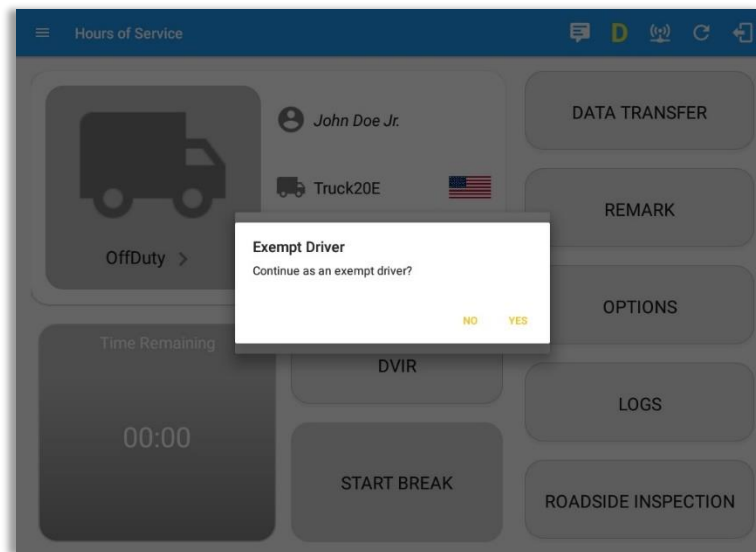 Hours of Service
D
John Doe Jr.
Truck20E
OffDuty >
Exempt Driver
Continue as an exempt driver?
NO YES
Time Remaining
00:00
DVIR
START BREAK
DATA TRANSFER
REMARK
OPTIONS
LOGS
ROADSIDE INSPECTION